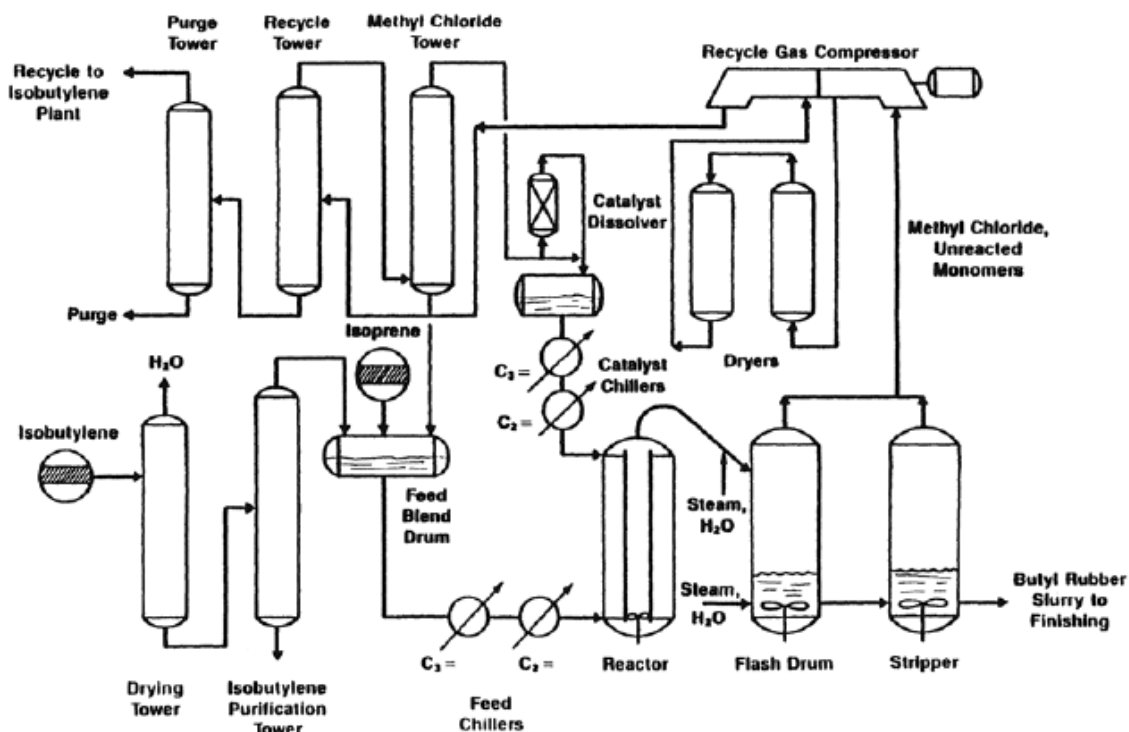 Purge
Tower
Recycle
Tower
Methyl Chloride
Tower
Recycle Gas Compressor
Recycle to
Isobutylene
Plant
Catalyst
Dissolver
Methyl Chloride,
Unreacted
Monomers
Purge
Isoprene
Dryers
H₂O
C₃ =
Catalyst
Chillers
C₂ =
Isobutylene
Feed
Blend
Drum
Steam,
H₂O
Steam,
H₂O
Butyl Rubber
Slurry to
Finishing
C₃ =
C₂ =
Reactor
Flash Drum
Stripper
Drying
Tower
Isobutylene
Purification
Tower
Feed
Chillers